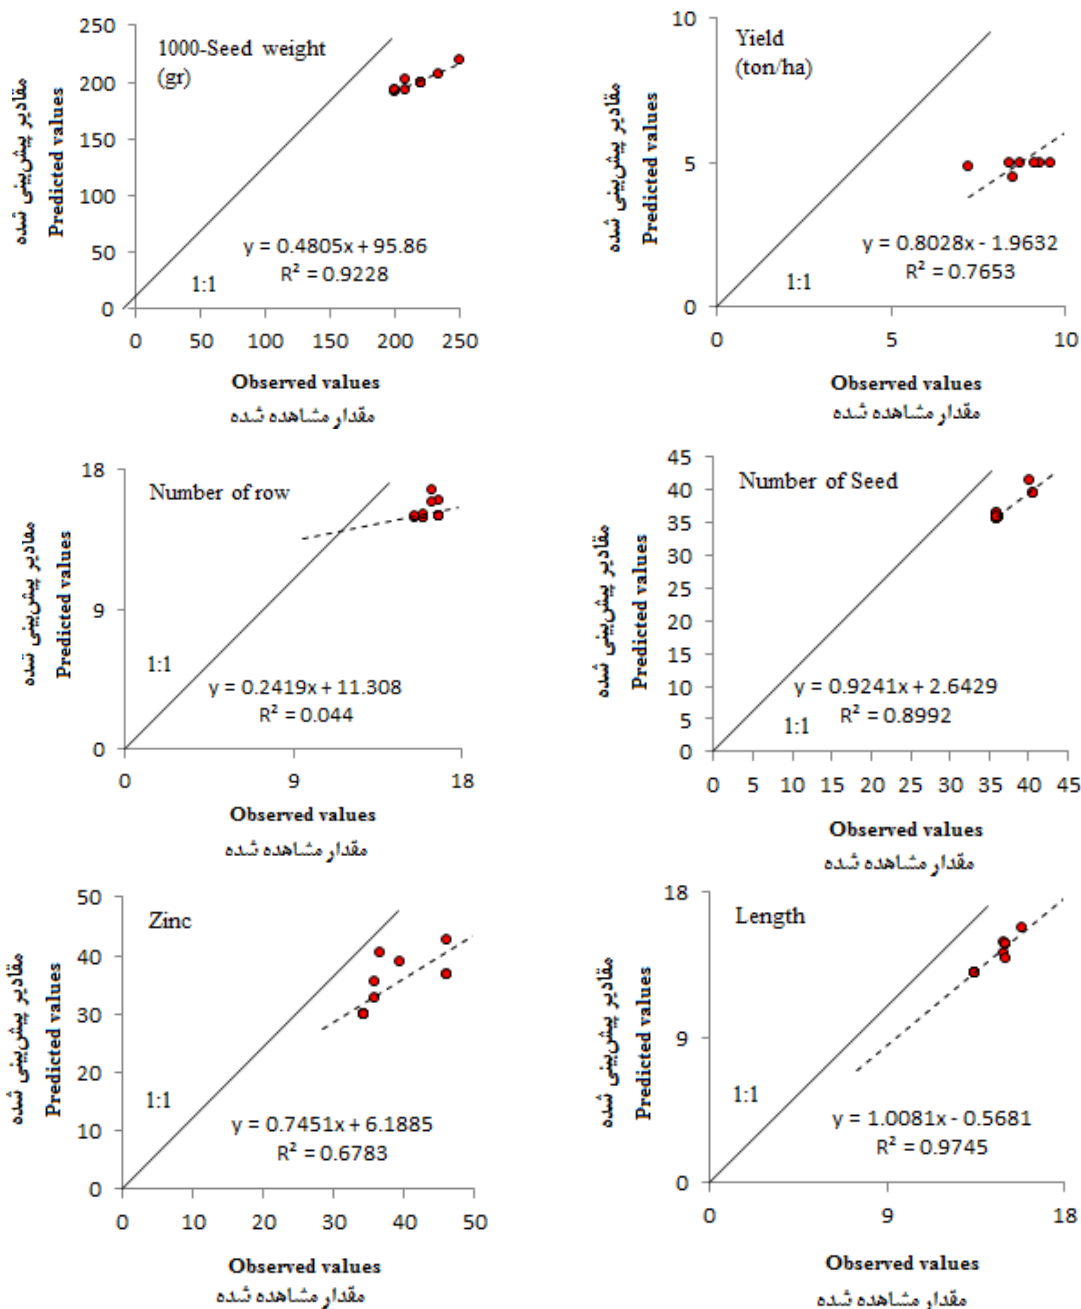 250
200
150
100
50
0
مقادیر پیش‌بینی شده
Predicted values
1000-Seed weight
(gr)
y = 0.4805x + 95.86
R² = 0.9228
1:1
0 50 100 150 200 250
Observed values
مقدار مشاهده شده
10
5
0
مقادیر پیش‌بینی شده
Predicted values
Yield
(ton/ha)
y = 0.8028x - 1.9632
R² = 0.7653
1:1
0 5 10
Observed values
مقدار مشاهده شده
18
9
0
مقادیر پیش‌بینی شده
Predicted values
Number of row
1:1
y = 0.2419x + 11.308
R² = 0.044
0 9 18
Observed values
مقدار مشاهده شده
45
40
35
30
25
20
15
10
5
0
مقادیر پیش‌بینی شده
Predicted values
Number of Seed
y = 0.9241x + 2.6429
R² = 0.8992
1:1
0 5 10 15 20 25 30 35 40 45
Observed values
مقدار مشاهده شده
50
40
30
20
10
0
مقادیر پیش‌بینی شده
Predicted values
Zinc
1:1
y = 0.7451x + 6.1885
R² = 0.6783
0 10 20 30 40 50
Observed values
مقدار مشاهده شده
18
9
0
مقادیر پیش‌بینی شده
Predicted values
Length
1:1
y = 1.0081x - 0.5681
R² = 0.9745
0 9 18
Observed values
مقدار مشاهده شده